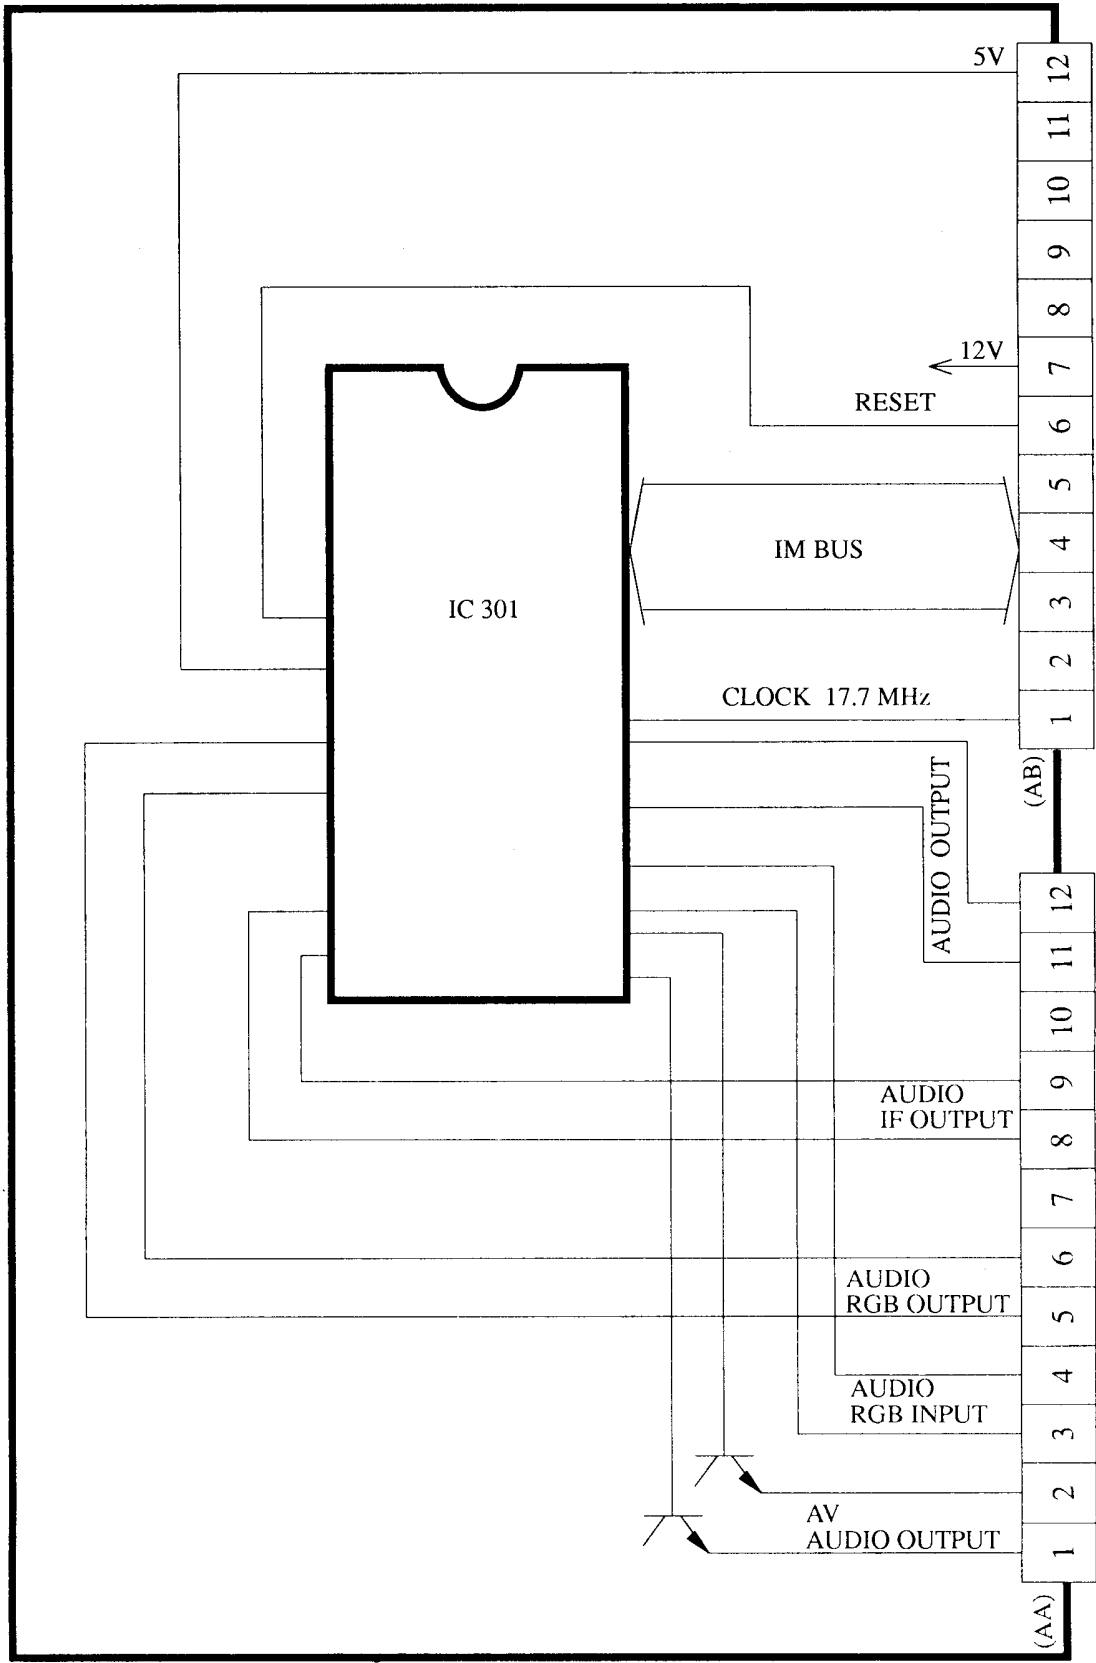 5V
12
11
10
9
8
12V
7
RESET
6
5
IM BUS
4
3
IC 301
2
CLOCK 17.7 MHz
1
(AB)
AUDIO OUTPUT
12
11
10
9
AUDIO
IF OUTPUT
8
7
6
AUDIO
RGB OUTPUT
5
4
AUDIO
RGB INPUT
3
2
AV
AUDIO OUTPUT
1
(AA)